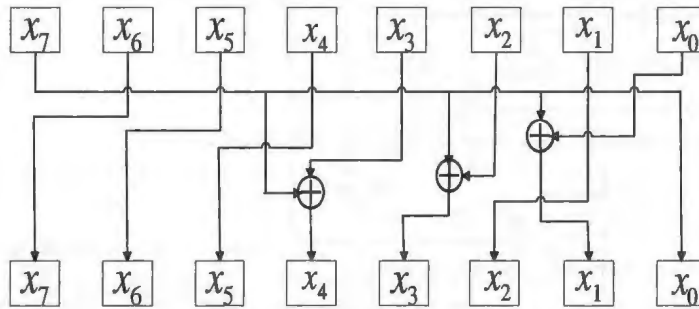 x₇ x₆ x₅ x₄ x₃ x₂ x₁ x₀
x₇ x₆ x₅ x₄ x₃ x₂ x₁ x₀